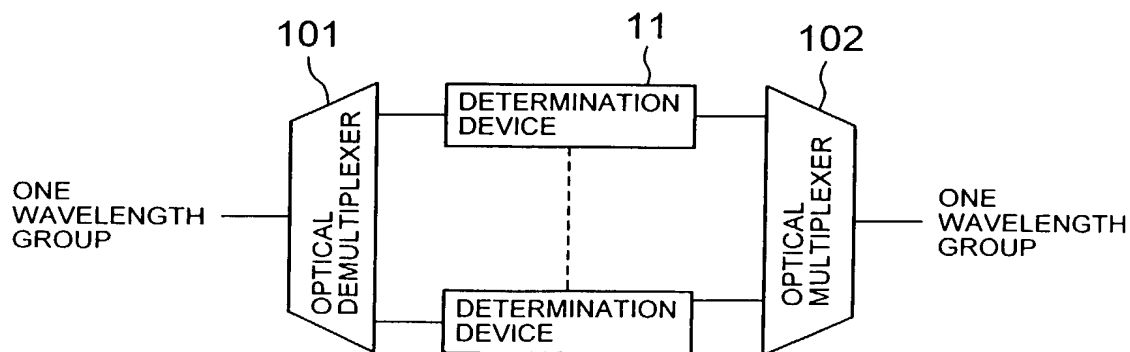 101
11
102
DETERMINATION
DEVICE
ONE
WAVELENGTH
GROUP
OPTICAL
DEMULTIPLEXER
OPTICAL
MULTIPLEXER
ONE
WAVELENGTH
GROUP
DETERMINATION
DEVICE